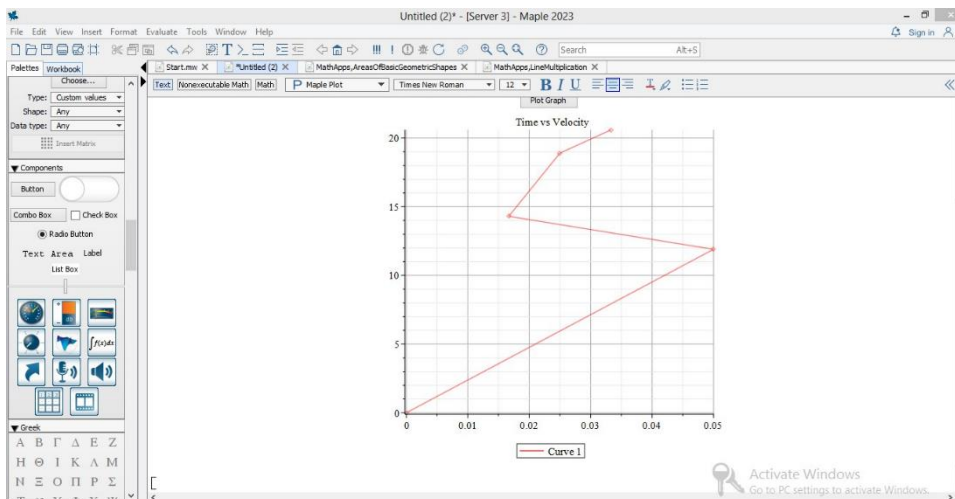 Untitled (2)* - [Server 3] - Maple 2023
File Edit View Insert Format Evaluate Tools Window Help
Sign in
Search Alt+S
Palettes Workbook
Start.mw X *Untitled (2) X MathApps,AreasOfBasicGeometricShapes X MathApps,LineMultiplication X
Text Nonexecutable Math Math P Maple Plot Times New Roman 12 B I U
Choose...
Type: Custom values
Shape: Any
Data type: Any
Insert Matrix
Components
Button
Combo Box Check Box
Radio Button
Text Area Label
List Box
∫f(x)dx
Greek
Α Β Γ Δ Ε Ζ
Η Θ Ι Κ Λ Μ
Ν Ξ Ο Π Ρ Σ
Plot Graph
Time vs Velocity
20
15
10
5
0
0 0.01 0.02 0.03 0.04 0.05
Curve 1
Activate Windows
Go to PC settings to activate Windows.